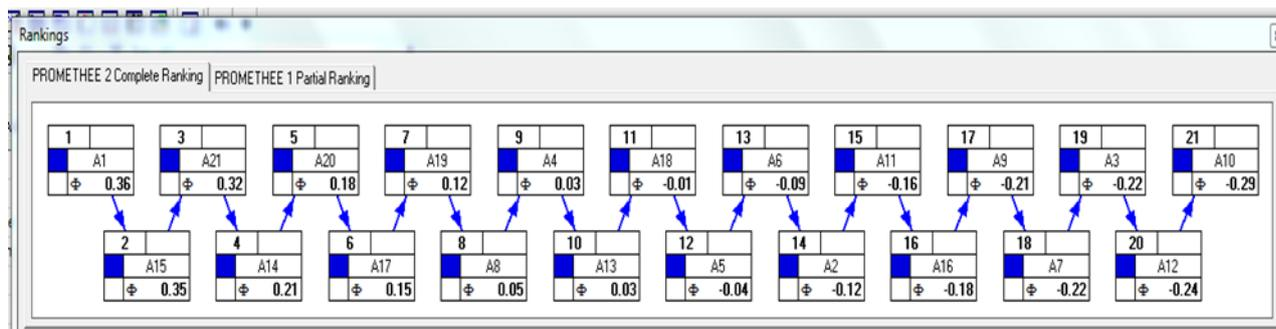 Rankings
PROMETHEE 2 Complete Ranking PROMETHEE 1 Partial Ranking
1 3 5 7 9 11 13 15 17 19 21
A1 A21 A20 A19 A4 A18 A6 A11 A9 A3 A10
Φ 0.36 Φ 0.32 Φ 0.18 Φ 0.12 Φ 0.03 Φ -0.01 Φ -0.09 Φ -0.16 Φ -0.21 Φ -0.22 Φ -0.29
2 4 6 8 10 12 14 16 18 20
A15 A14 A17 A8 A13 A5 A2 A16 A7 A12
Φ 0.35 Φ 0.21 Φ 0.15 Φ 0.05 Φ 0.03 Φ -0.04 Φ -0.12 Φ -0.18 Φ -0.22 Φ -0.24